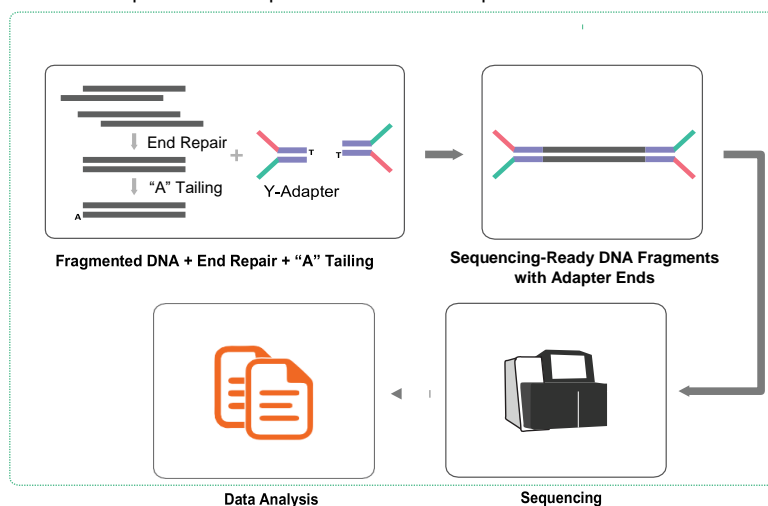 End Repair
+
T
T
“A” Tailing
Y-Adapter
A
Fragmented DNA + End Repair + “A” Tailing
Sequencing-Ready DNA Fragments
with Adapter Ends
Data Analysis
Sequencing